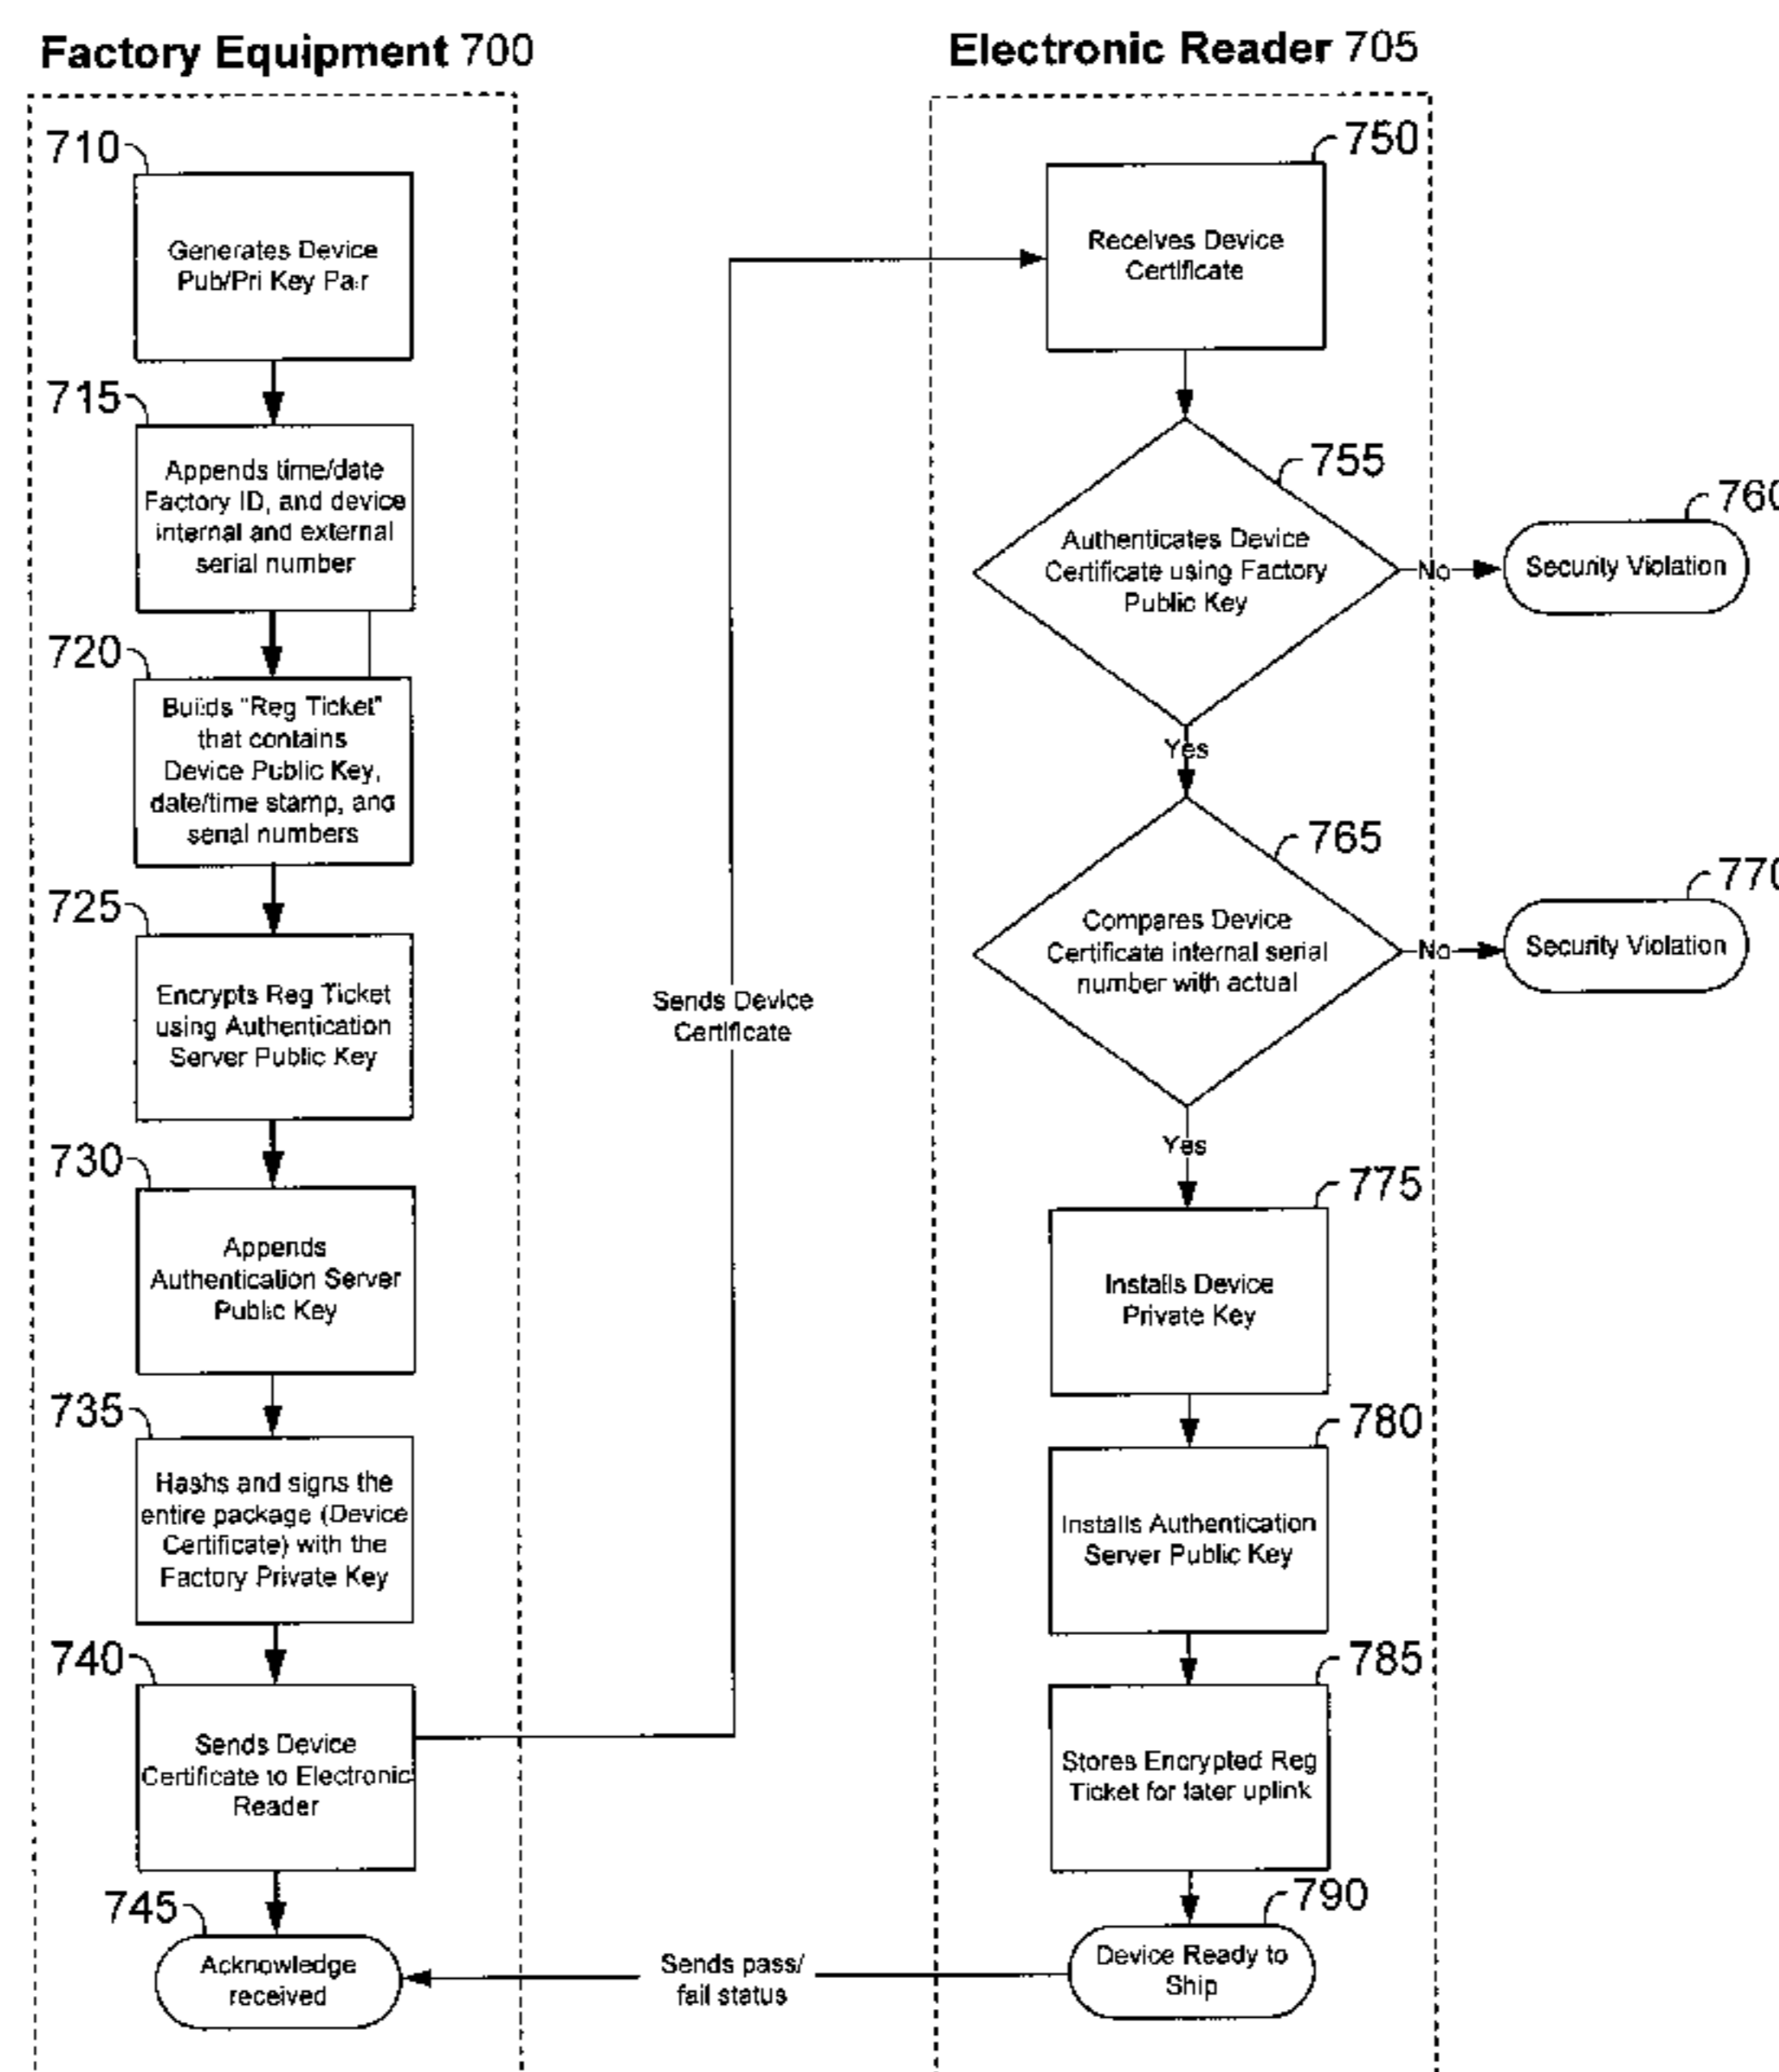 Factory Equipment 700
710
Generates Device
Pub/Pri Key Pair
715
Appends time/date
Factory ID, and device
internal and external
serial number
720
Builds "Reg Ticket"
that contains
Device Public Key,
date/time stamp, and
serial numbers
725
Encrypts Reg Ticket
using Authentication
Server Public Key
730
Appends
Authentication Server
Public Key
735
Hashs and signs the
entire package (Device
Certificate) with the
Factory Private Key
740
Sends Device
Certificate to Electronic
Reader
745
Acknowledge
received
Sends Device
Certificate
Sends pass/
fail status
Electronic Reader 705
750
Receives Device
Certificate
755
Authenticates Device
Certificate using Factory
Public Key
No
760
Security Violation
Yes
765
Compares Device
Certificate internal serial
number with actual
No
770
Security Violation
Yes
775
Installs Device
Private Key
780
Installs Authentication
Server Public Key
785
Stores Encrypted Reg
Ticket for later uplink
790
Device Ready to
Ship